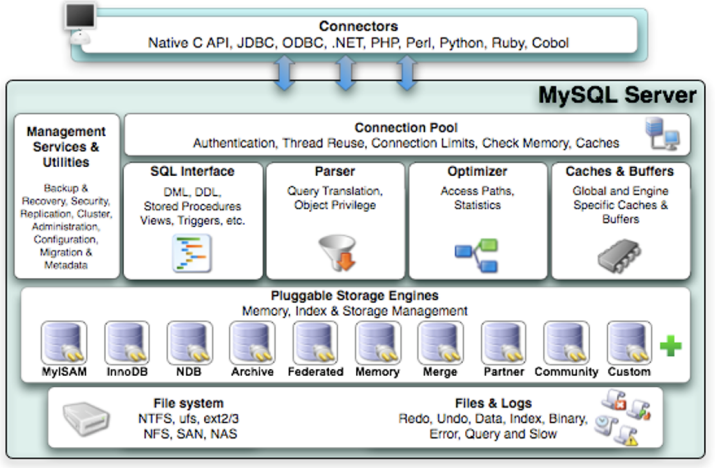 Connectors
Native C API, JDBC, ODBC, .NET, PHP, Perl, Python, Ruby, Cobol
MySQL Server
Management
Services &
Utilities
Backup &
Recovery, Security,
Replication, Cluster,
Administration,
Configuration,
Migration &
Metadata
Connection Pool
Authentication, Thread Reuse, Connection Limits, Check Memory, Caches
SQL Interface
DML, DDL,
Stored Procedures
Views, Triggers, etc.
Parser
Query Translation,
Object Privilege
Optimizer
Access Paths,
Statistics
Caches & Buffers
Global and Engine
Specific Caches &
Buffers
Pluggable Storage Engines
Memory, Index & Storage Management
MyISAM
InnoDB
NDB
Archive
Federated
Memory
Merge
Partner
Community
Custom
File system
NTFS, ufs, ext2/3
NFS, SAN, NAS
Files & Logs
Redo, Undo, Data, Index, Binary,
Error, Query and Slow